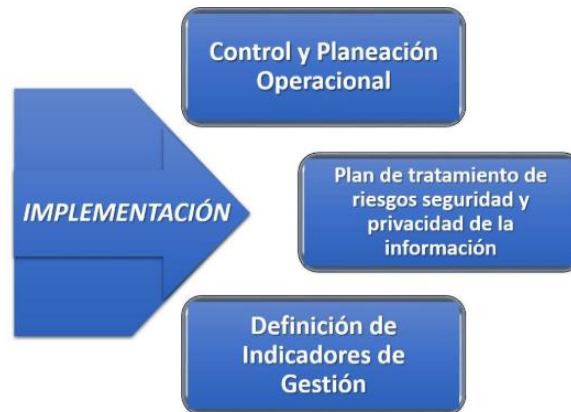 Control y Planeación
Operacional
IMPLEMENTACIÓN
Plan de tratamiento de
riesgos seguridad y
privacidad de la
información
Definición de
Indicadores de
Gestión